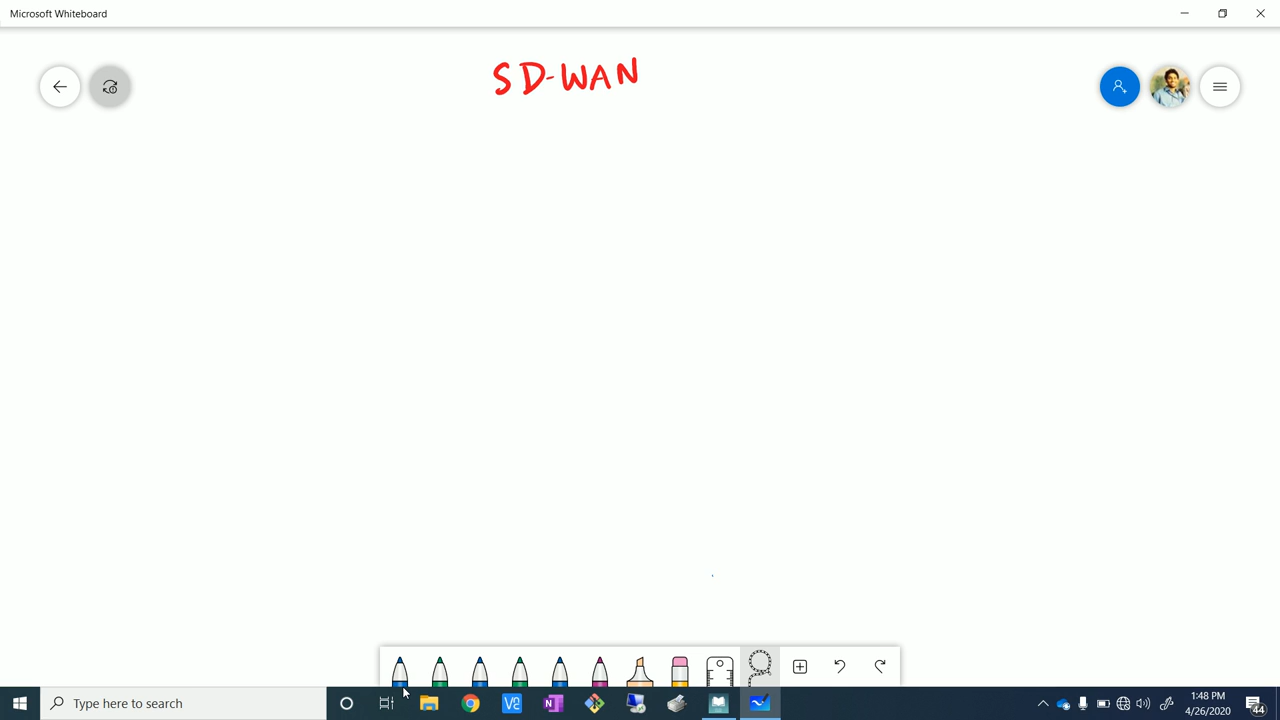 Microsoft Whiteboard
SD-WAN
Type here to search
1:48 PM
4/26/2020
44